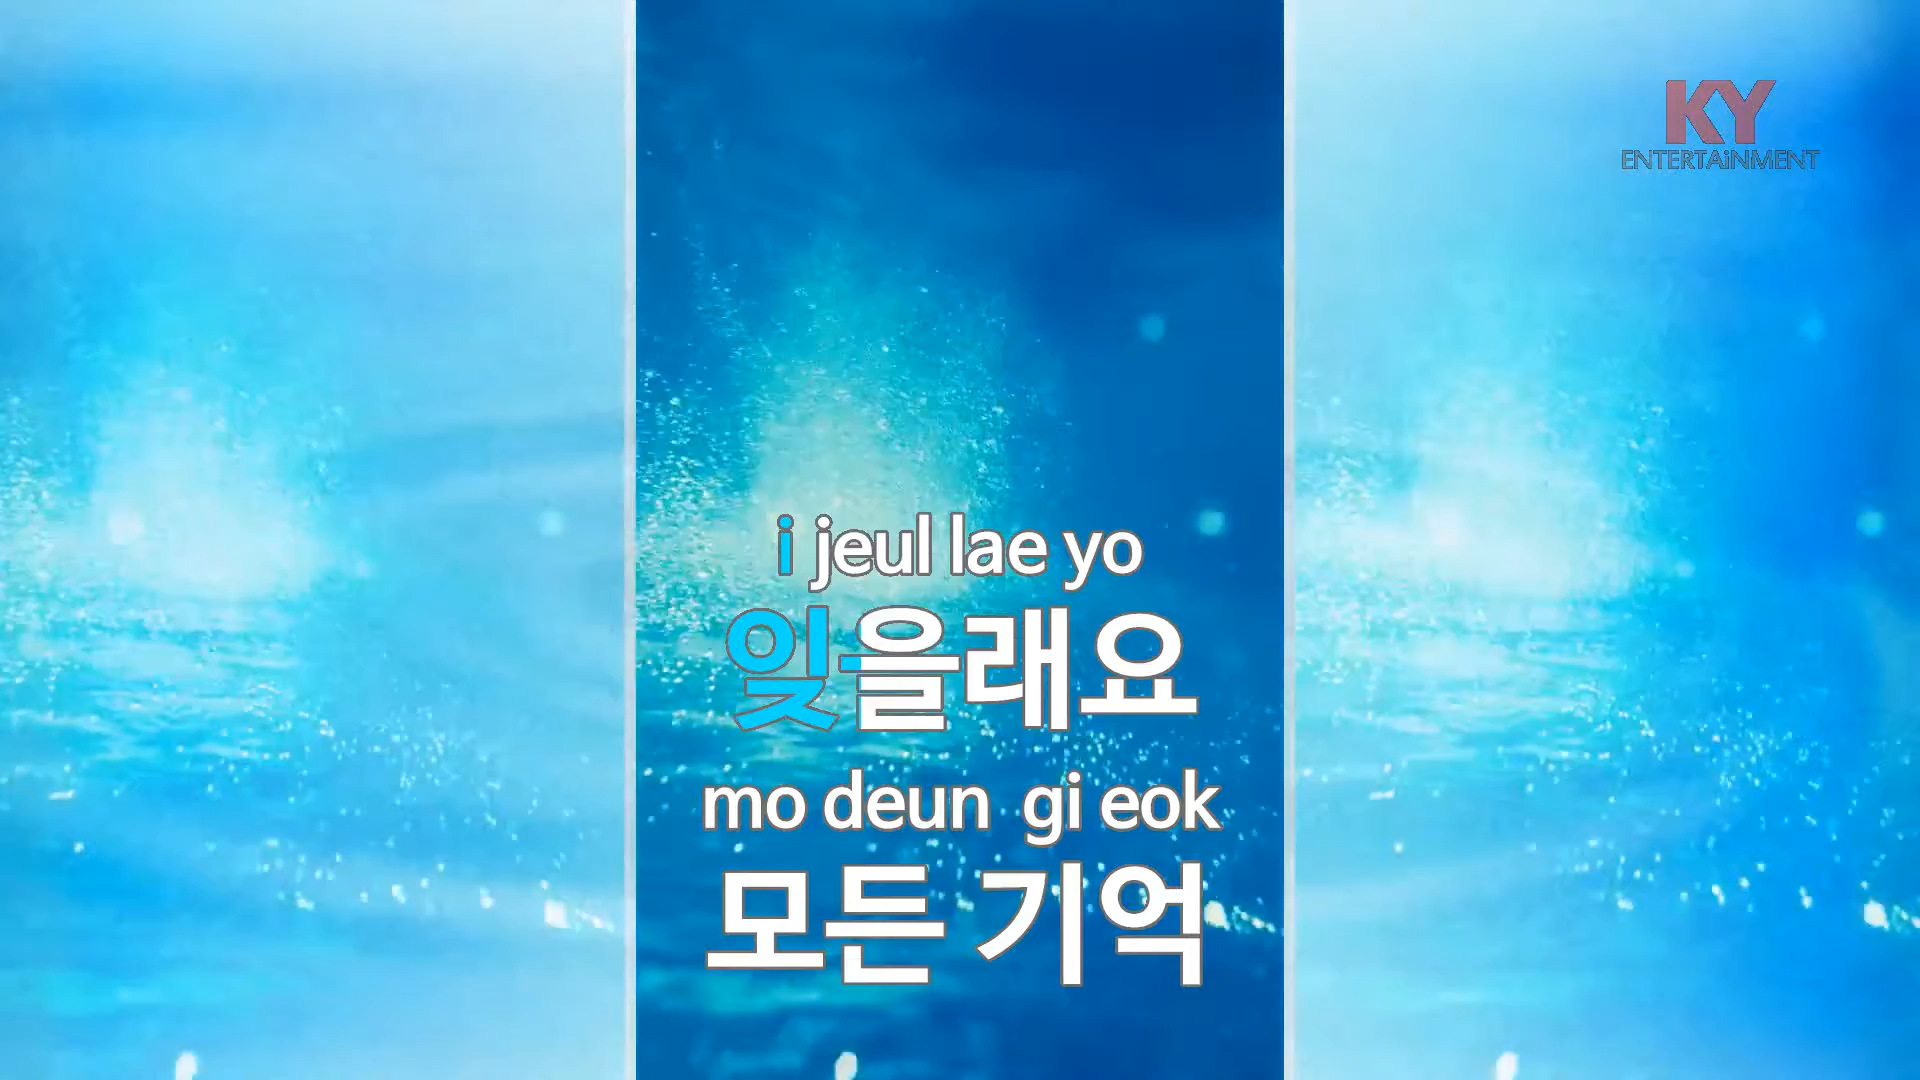 KY
ENTERTAiNMENT
i jeul lae yo
잊을래요
mo deun gi eok
모든 기억